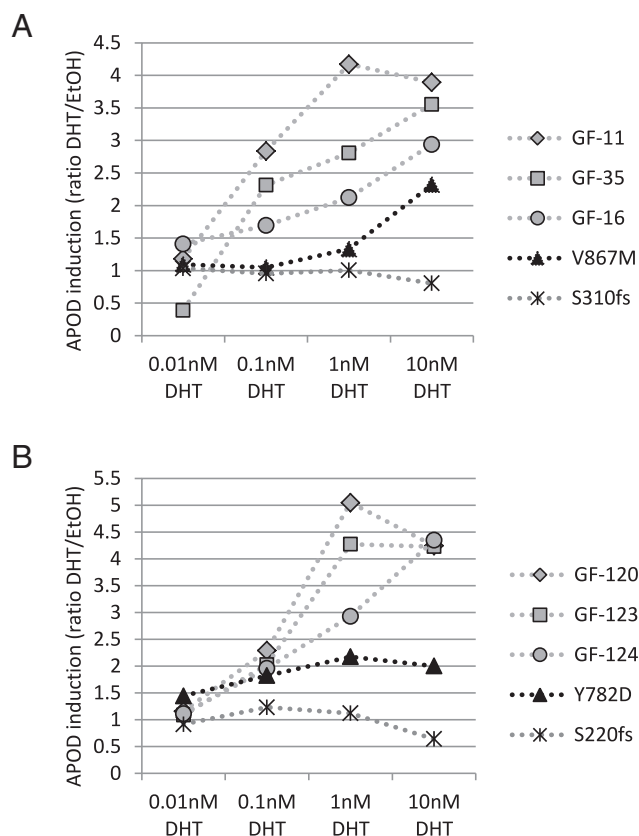 A
APOD induction (ratio DHT/EtOH)
4.5
4
3.5
3
2.5
2
1.5
1
0.5
0
0.01nM DHT
0.1nM DHT
1nM DHT
10nM DHT
GF-11
GF-35
GF-16
V867M
S310fs
B
APOD induction (ratio DHT/EtOH)
5.5
5
4.5
4
3.5
3
2.5
2
1.5
1
0.5
0
0.01nM DHT
0.1nM DHT
1nM DHT
10nM DHT
GF-120
GF-123
GF-124
Y782D
S220fs